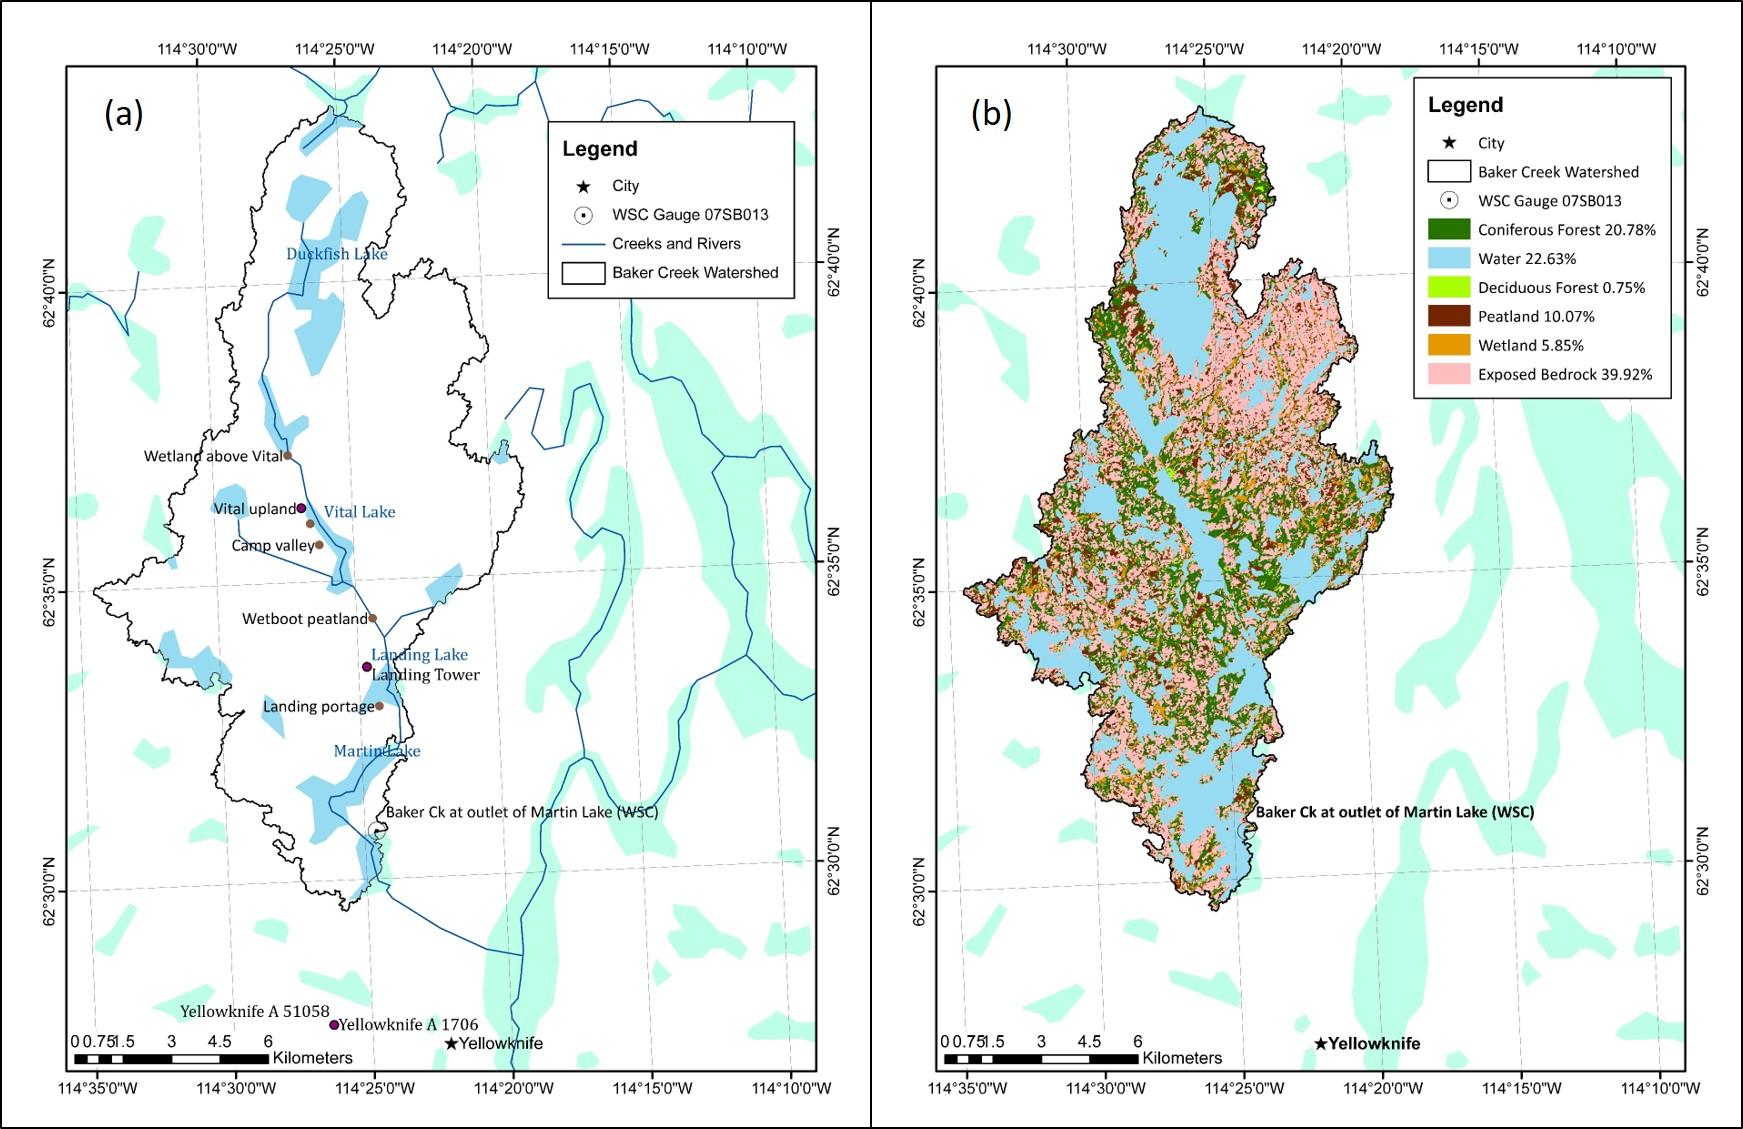 (a)
114°30'0"W
114°25'0"W
114°20'0"W
114°15'0"W
114°10'0"W
Legend
City
WSC Gauge 07SB013
Creeks and Rivers
Baker Creek Watershed
62°40'0"N
62°40'0"N
Duckfish Lake
Wetland above Vital
Vital upland
Vital Lake
Camp valley
62°35'0"N
62°35'0"N
Wetboot peatland
Landing Lake
Landing Tower
Landing portage
Martin Lake
Baker Ck at outlet of Martin Lake (WSC)
62°30'0"N
62°30'0"N
Yellowknife A 51058
Yellowknife A 1706
Yellowknife
0 0.75 1.5 3 4.5 6
Kilometers
114°35'0"W
114°30'0"W
114°25'0"W
114°20'0"W
114°15'0"W
114°10'0"W
(b)
114°30'0"W
114°25'0"W
114°20'0"W
114°15'0"W
114°10'0"W
Legend
City
Baker Creek Watershed
WSC Gauge 07SB013
Coniferous Forest 20.78%
Water 22.63%
Deciduous Forest 0.75%
Peatland 10.07%
Wetland 5.85%
Exposed Bedrock 39.92%
62°40'0"N
62°40'0"N
62°35'0"N
62°35'0"N
Baker Ck at outlet of Martin Lake (WSC)
62°30'0"N
62°30'0"N
Yellowknife
0 0.75 1.5 3 4.5 6
Kilometers
114°35'0"W
114°30'0"W
114°25'0"W
114°20'0"W
114°15'0"W
114°10'0"W